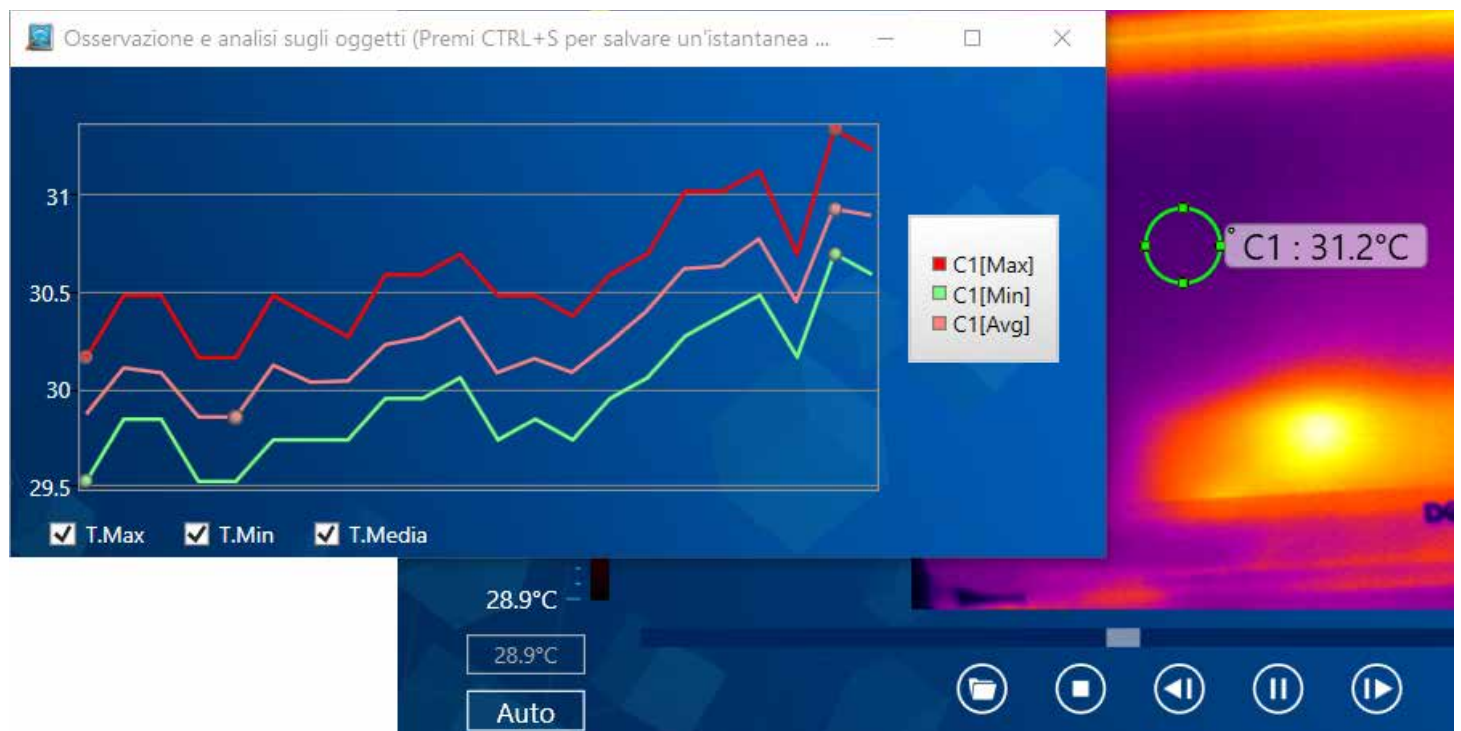 Osservazione e analisi sugli oggetti (Premi CTRL+S per salvare un'istantanea ...
31
30.5
30
29.5
C1[Max]
C1[Min]
C1[Avg]
T.Max T.Min T.Media
°C1 : 31.2°C
28.9°C
28.9°C
Auto